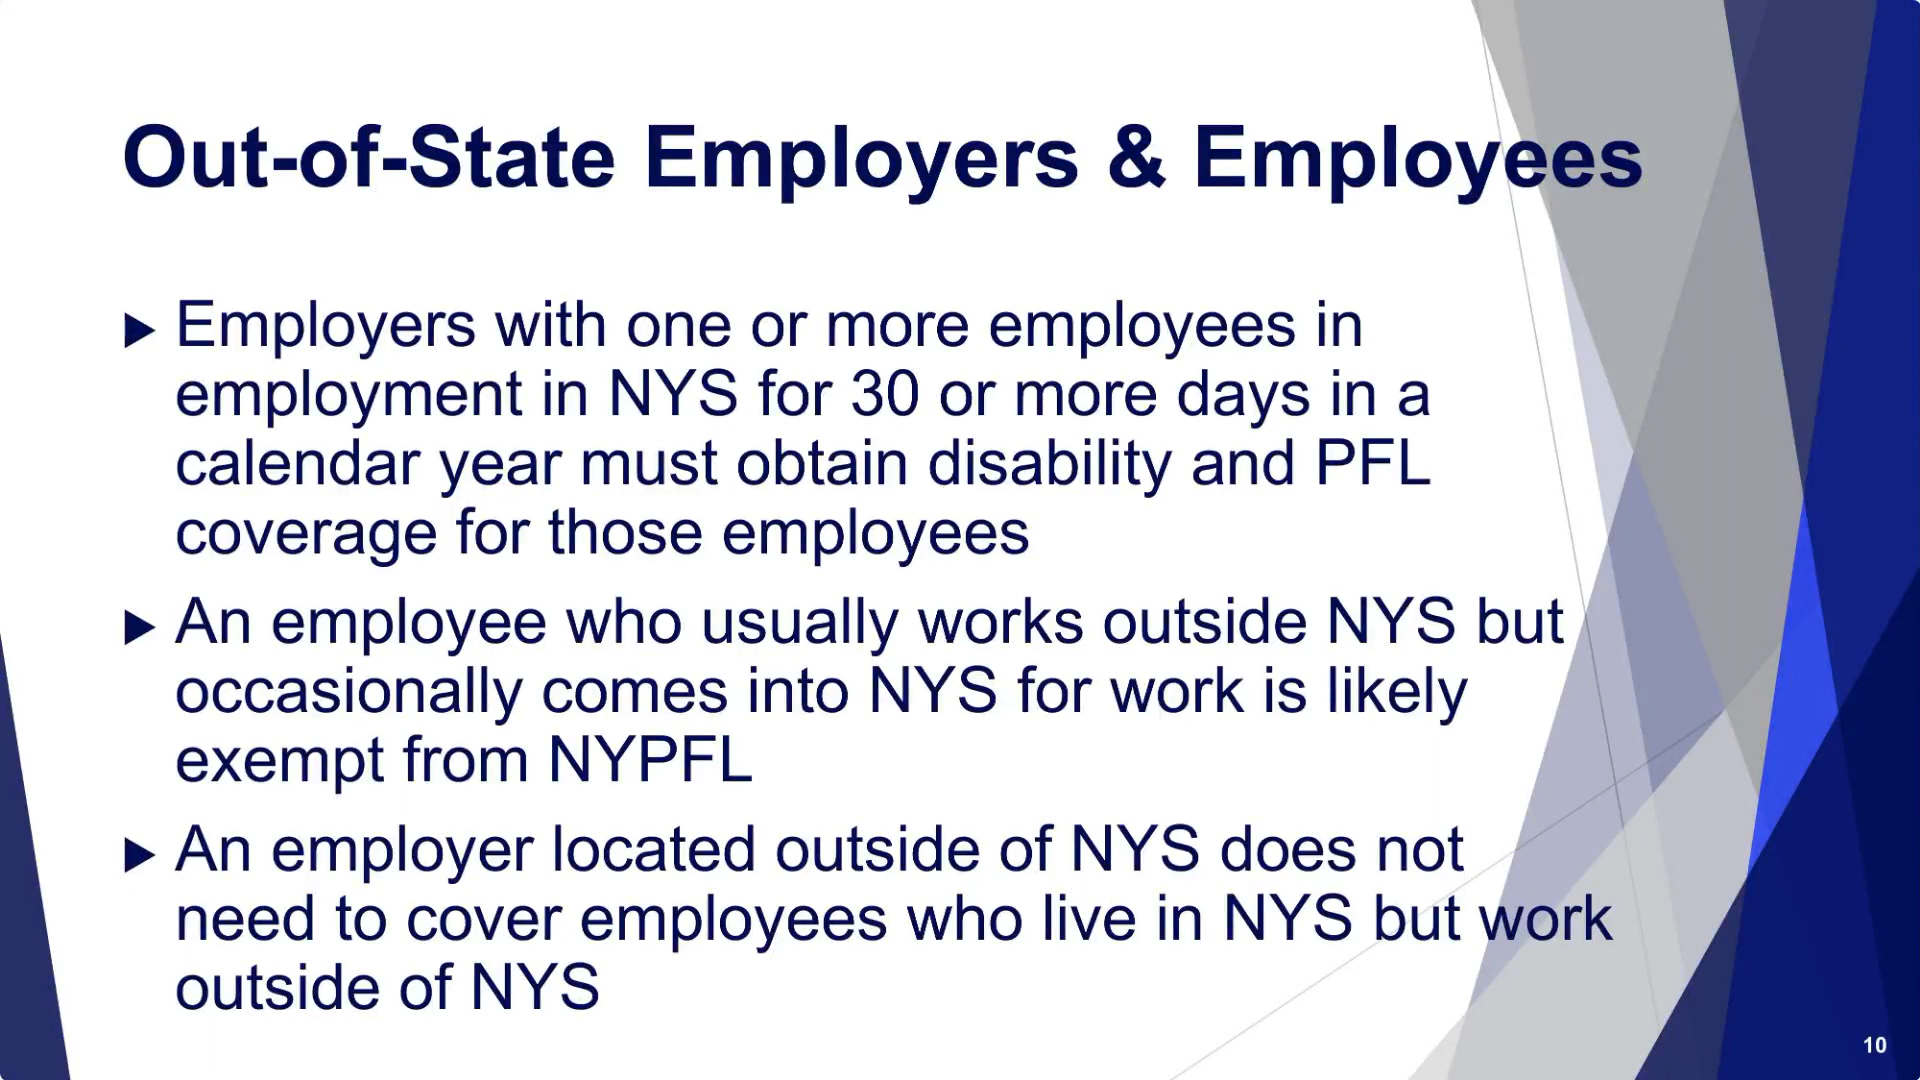 Out-of-State Employers & Employees
Employers with one or more employees in
employment in NYS for 30 or more days in a
calendar year must obtain disability and PFL
coverage for those employees
An employee who usually works outside NYS but
occasionally comes into NYS for work is likely
exempt from NYPFL
An employer located outside of NYS does not
need to cover employees who live in NYS but work
outside of NYS
10